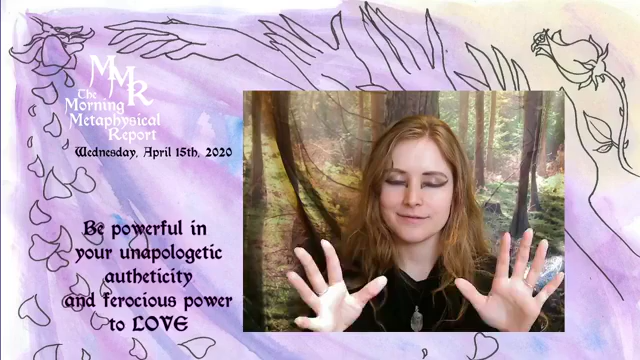 MMR
The
Morning
Metaphysical
Report
Wednesday, April 15th, 2020
Be powerful in
your unapologetic
autheticity
and ferocious power
to LOVE